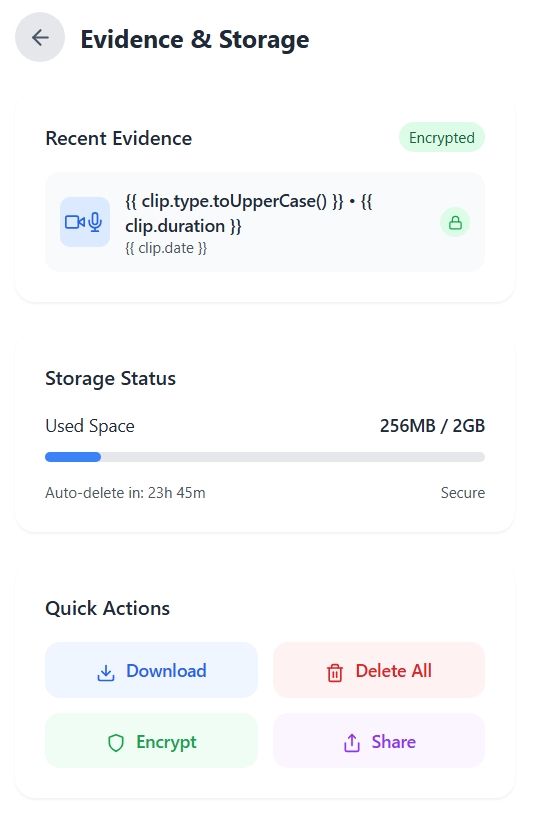 Evidence & Storage
Recent Evidence
Encrypted
{{ clip.type.toUpperCase() }} • {{
clip.duration }}
{{ clip.date }}
Storage Status
Used Space
256MB / 2GB
Auto-delete in: 23h 45m
Secure
Quick Actions
Download
Delete All
Encrypt
Share